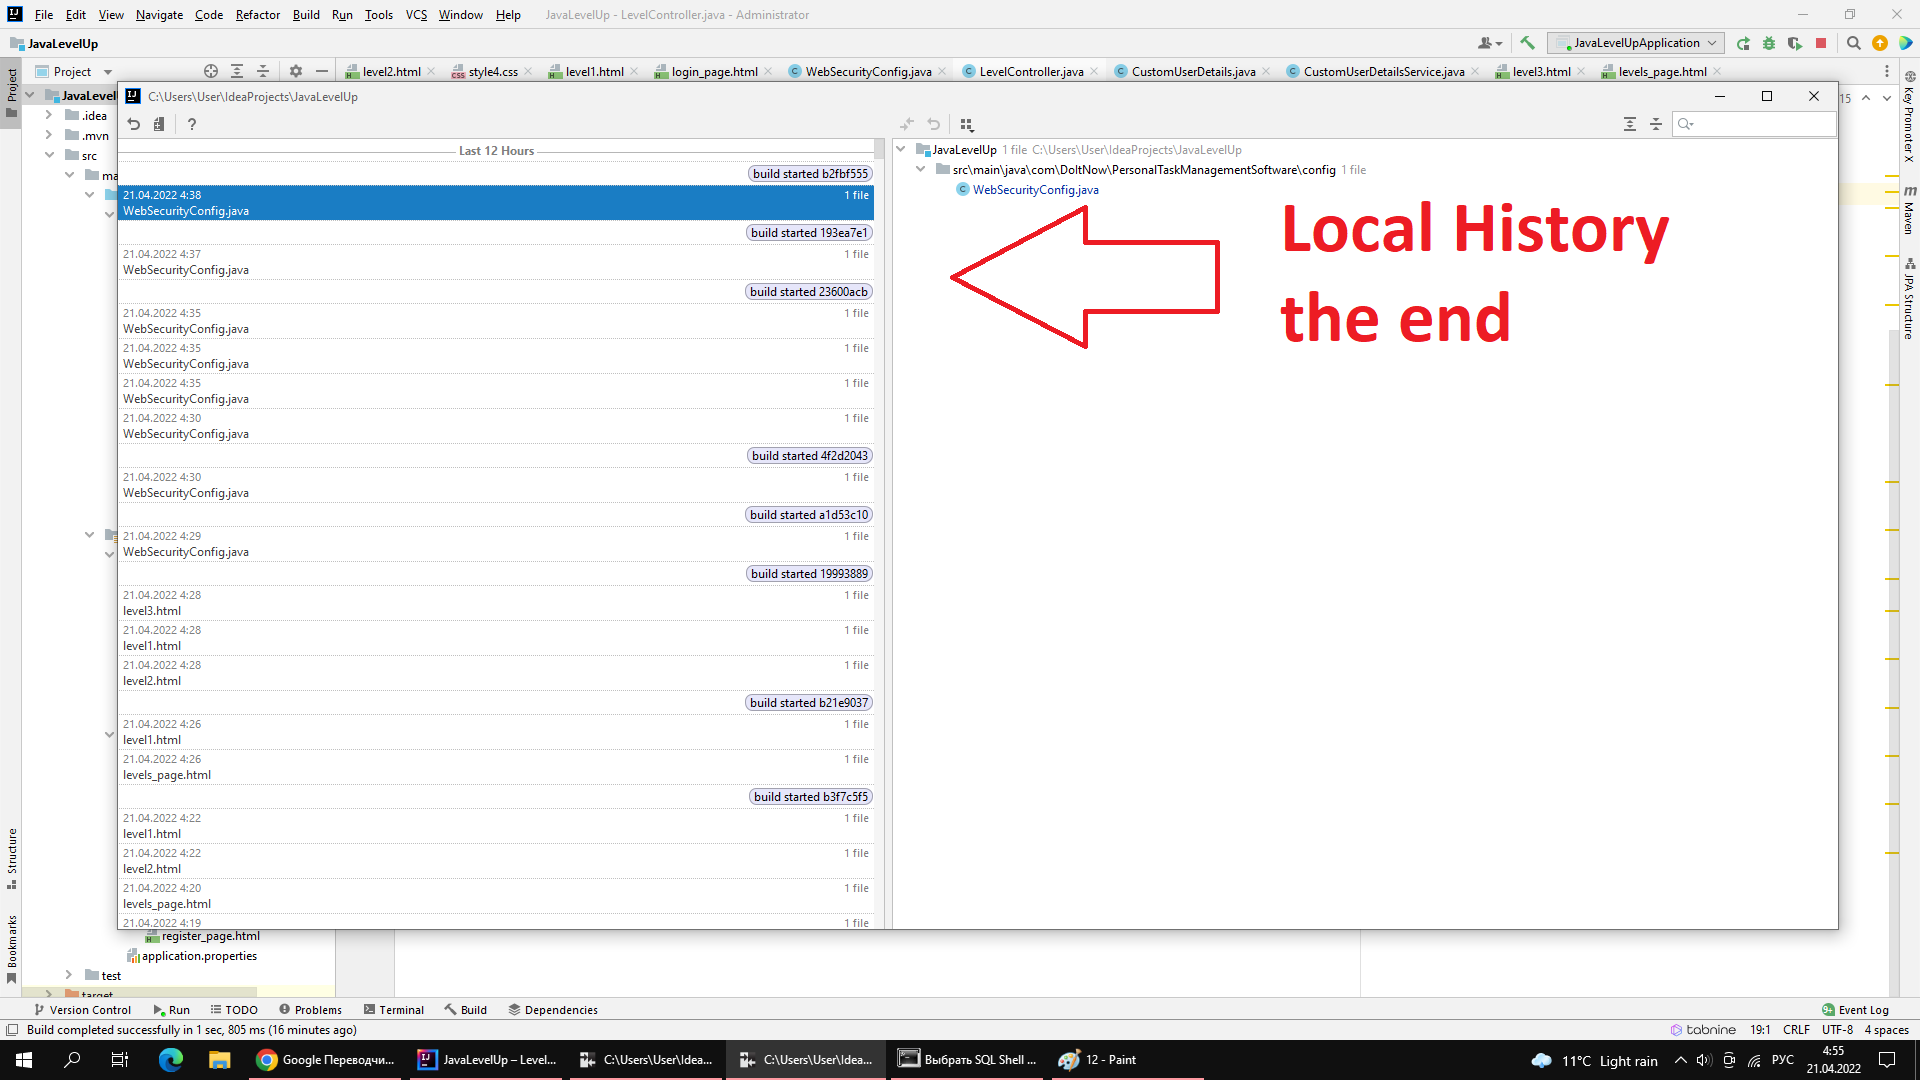 File Edit View Navigate Code Refactor Build Run Tools VCS Window Help JavaLevelUp - LevelController.java - Administrator
JavaLevelUp JavaLevelUpApplication
Project level2.html style4.css level1.html login_page.html WebSecurityConfig.java LevelController.java CustomUserDetails.java CustomUserDetailsService.java level3.html levels_page.html
Project
JavaLevel
.idea
.mvn
src
ma
C:\Users\User\IdeaProjects\JavaLevelUp
15
?
Last 12 Hours
build started b2fbf555
21.04.2022 4:38 1 file
WebSecurityConfig.java
build started 193ea7e1
21.04.2022 4:37 1 file
WebSecurityConfig.java
build started 23600acb
21.04.2022 4:35 1 file
WebSecurityConfig.java
21.04.2022 4:35 1 file
WebSecurityConfig.java
21.04.2022 4:35 1 file
WebSecurityConfig.java
21.04.2022 4:30 1 file
WebSecurityConfig.java
build started 4f2d2043
21.04.2022 4:30 1 file
WebSecurityConfig.java
build started a1d53c10
21.04.2022 4:29 1 file
WebSecurityConfig.java
build started 19993889
21.04.2022 4:28 1 file
level3.html
21.04.2022 4:28 1 file
level1.html
21.04.2022 4:28 1 file
level2.html
build started b21e9037
21.04.2022 4:26 1 file
level1.html
21.04.2022 4:26 1 file
levels_page.html
build started b3f7c5f5
21.04.2022 4:22 1 file
level1.html
21.04.2022 4:22 1 file
level2.html
21.04.2022 4:20 1 file
levels_page.html
21.04.2022 4:19 1 file
JavaLevelUp 1 file C:\Users\User\IdeaProjects\JavaLevelUp
src\main\java\com\DoItNow\PersonalTaskManagementSoftware\config 1 file
WebSecurityConfig.java
Local History
the end
Key Promoter X
Maven
JPA Structure
Structure
Bookmarks
register_page.html
application.properties
test
target
Version Control Run TODO Problems Terminal Build Dependencies Event Log
Build completed successfully in 1 sec, 805 ms (16 minutes ago) tabnine 19:1 CRLF UTF-8 4 spaces
Google Переводчи... JavaLevelUp – Level... C:\Users\User\Idea... C:\Users\User\Idea... Выбрать SQL Shell ... 12 - Paint 11°C Light rain РУС
4:55
21.04.2022